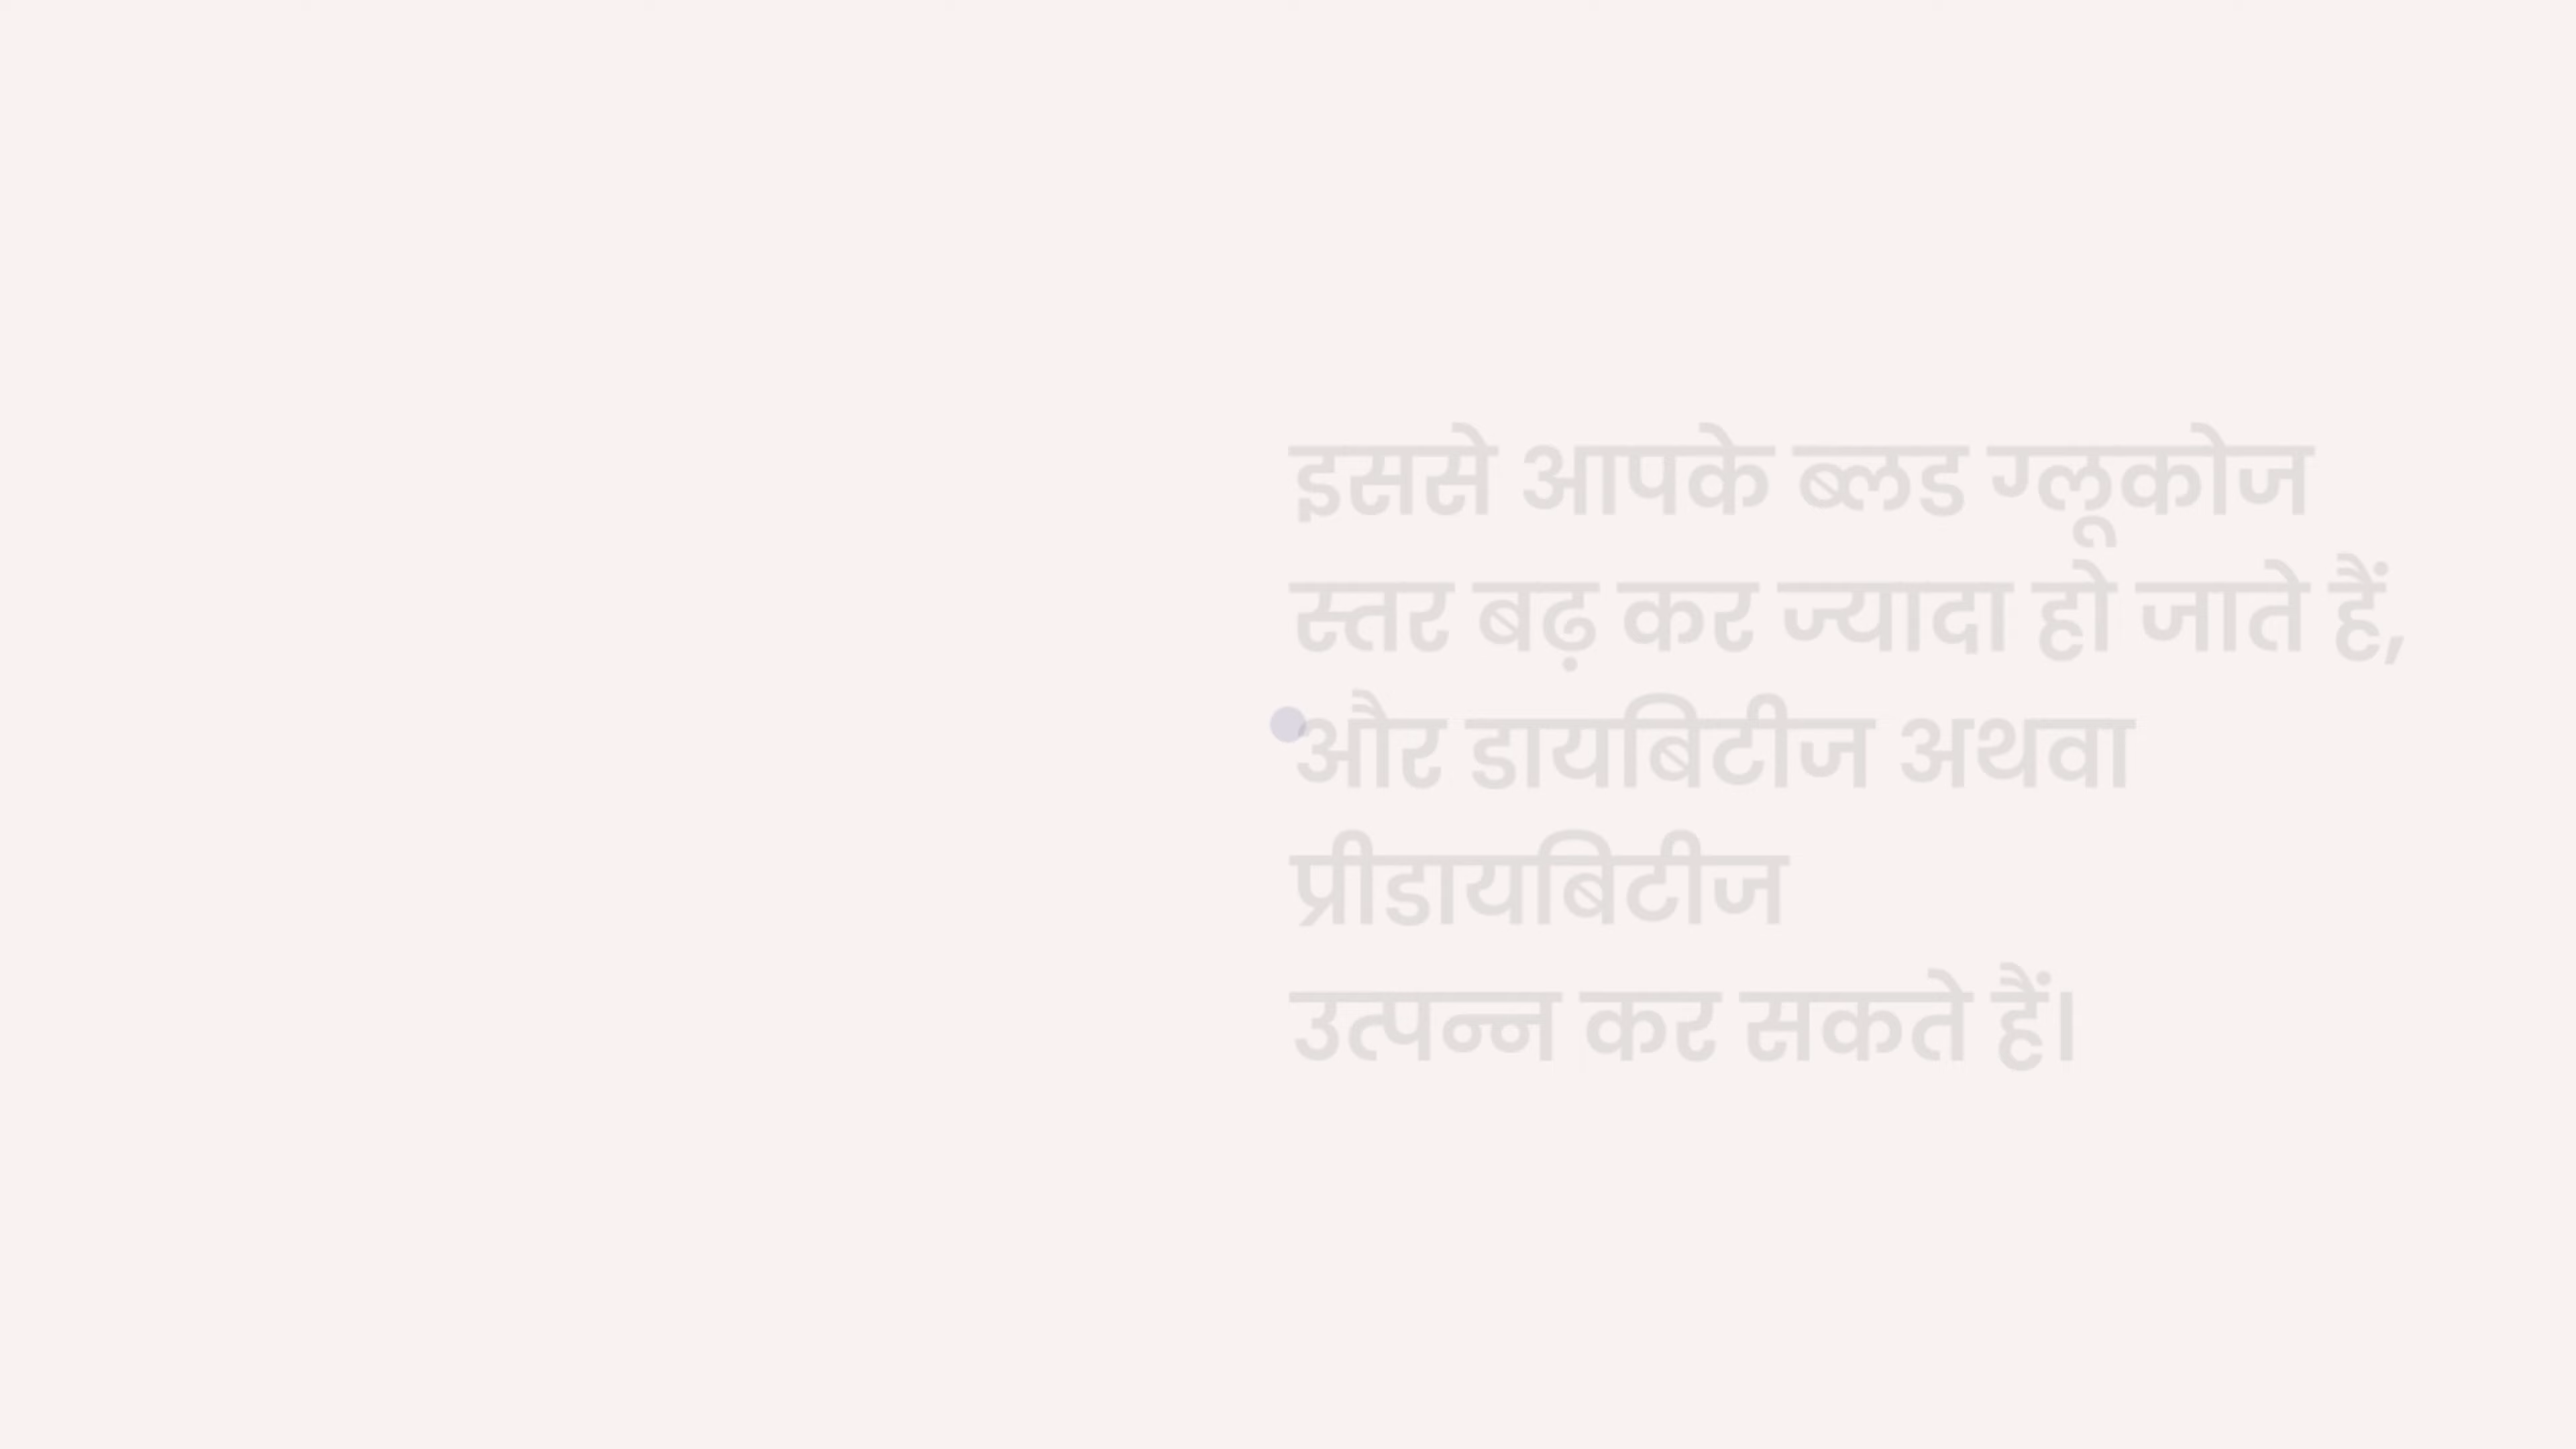 इससे आपके ब्लड ग्लूकोज
स्तर बढ़ कर ज्यादा हो जाते हैं,
और डायबिटीज अथवा
प्रीडायबिटीज
उत्पन्न कर सकते हैं।